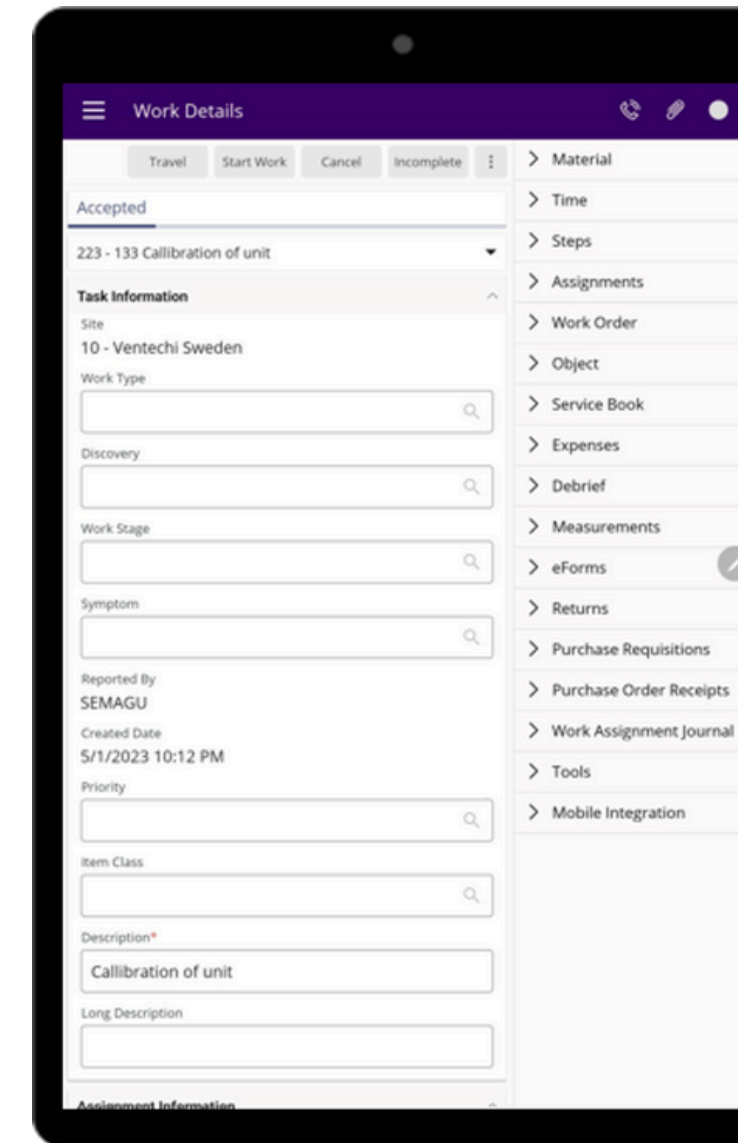 Work Details
Travel Start Work Cancel Incomplete
Accepted
223 - 133 Callibration of unit
Task Information
Site
10 - Ventechi Sweden
Work Type
Discovery
Work Stage
Symptom
Reported By
SEMAGU
Created Date
5/1/2023 10:12 PM
Priority
Item Class
Description*
Callibration of unit
Long Description
Assignment Information
Material
Time
Steps
Assignments
Work Order
Object
Service Book
Expenses
Debrief
Measurements
eForms
Returns
Purchase Requisitions
Purchase Order Receipts
Work Assignment Journal
Tools
Mobile Integration